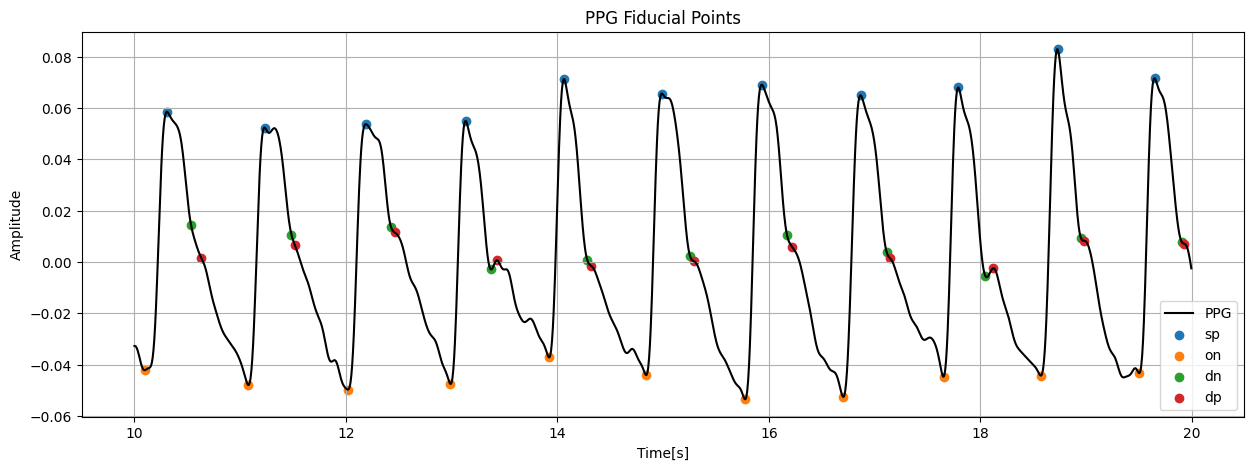 PPG Fiducial Points
Amplitude
0.08
0.06
0.04
0.02
0.00
−0.02
−0.04
−0.06
10
12
14
16
18
20
Time[s]
PPG
sp
on
dn
dp